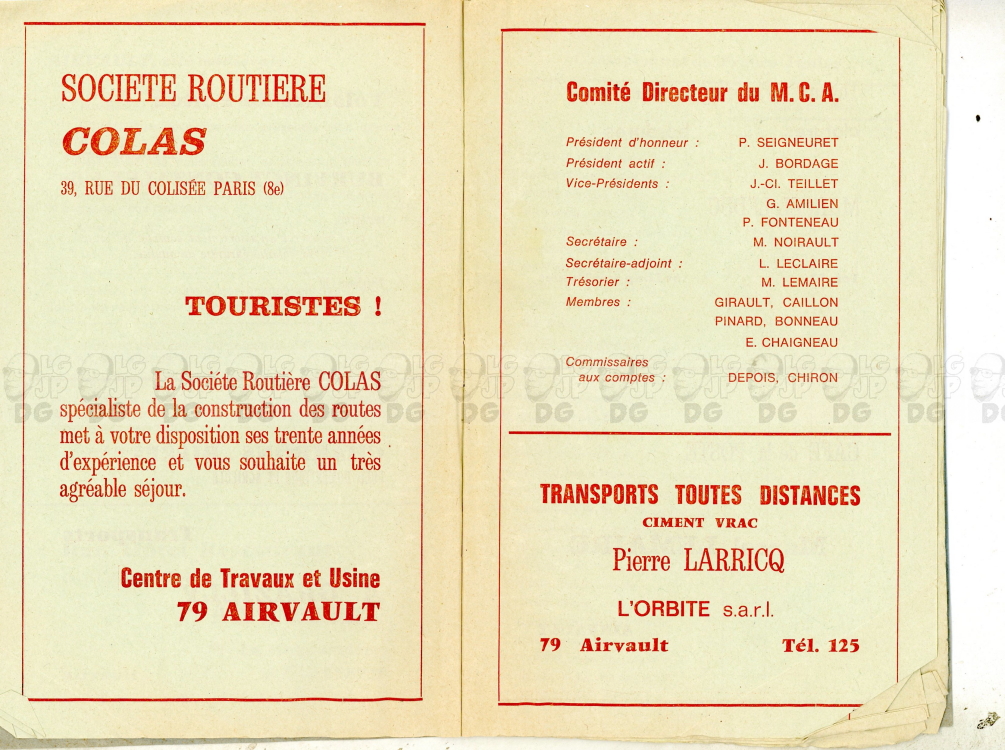 SOCIETE ROUTIERE
COLAS
39, RUE DU COLISÉE PARIS (8e)
TOURISTES !
La Sociéte Routière COLAS
spécialiste de la construction des routes
met à votre disposition ses trente années
d'expérience et vous souhaite un très
agréable séjour.
Centre de Travaux et Usine
79 AIRVAULT
Comité Directeur du M. C. A.
Président d'honneur : P. SEIGNEURET
Président actif : J. BORDAGE
Vice-Présidents : J.-Cl. TEILLET
G. AMILIEN
P. FONTENEAU
Secrétaire : M. NOIRAULT
Secrétaire-adjoint : L. LECLAIRE
Trésorier : M. LEMAIRE
Membres : GIRAULT, CAILLON
PINARD, BONNEAU
E. CHAIGNEAU
Commissaires
aux comptes : DEPOIS, CHIRON
TRANSPORTS TOUTES DISTANCES
CIMENT VRAC
Pierre LARRICQ
L'ORBITE s.a.r.l.
79 Airvault Tél. 125